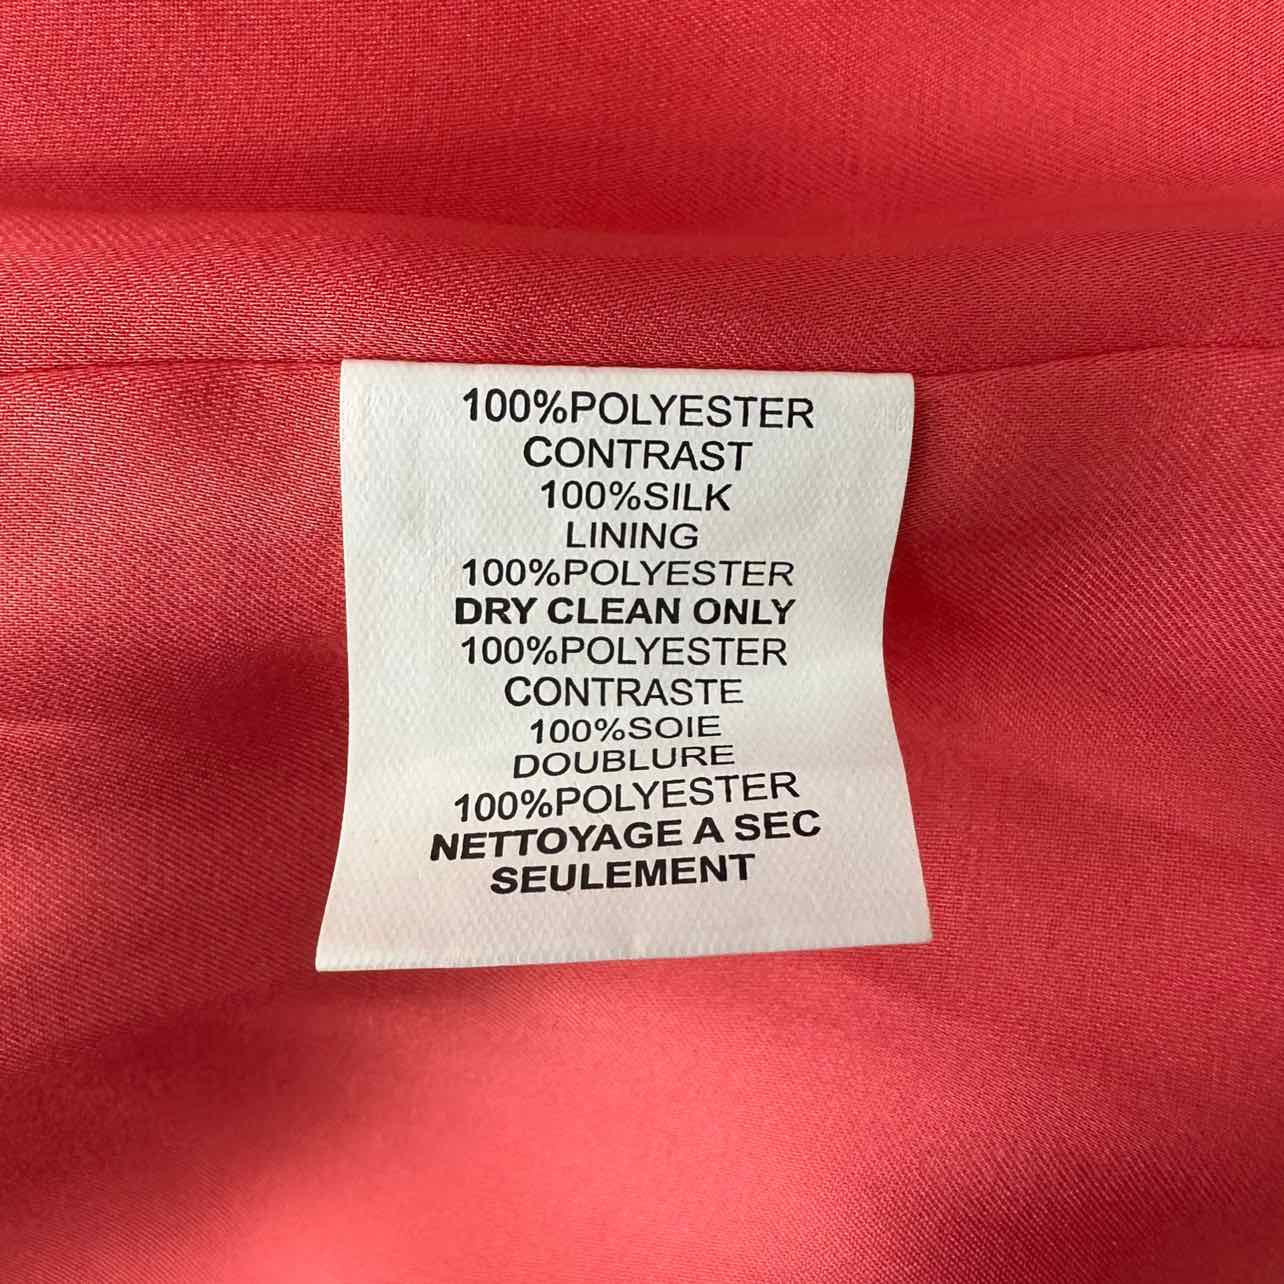 100%POLYESTER
CONTRAST
100%SILK
LINING
100%POLYESTER
DRY CLEAN ONLY
100%POLYESTER
CONTRASTE
100%SOIE
DOUBLURE
100%POLYESTER
NETTOYAGE A SEC
SEULEMENT